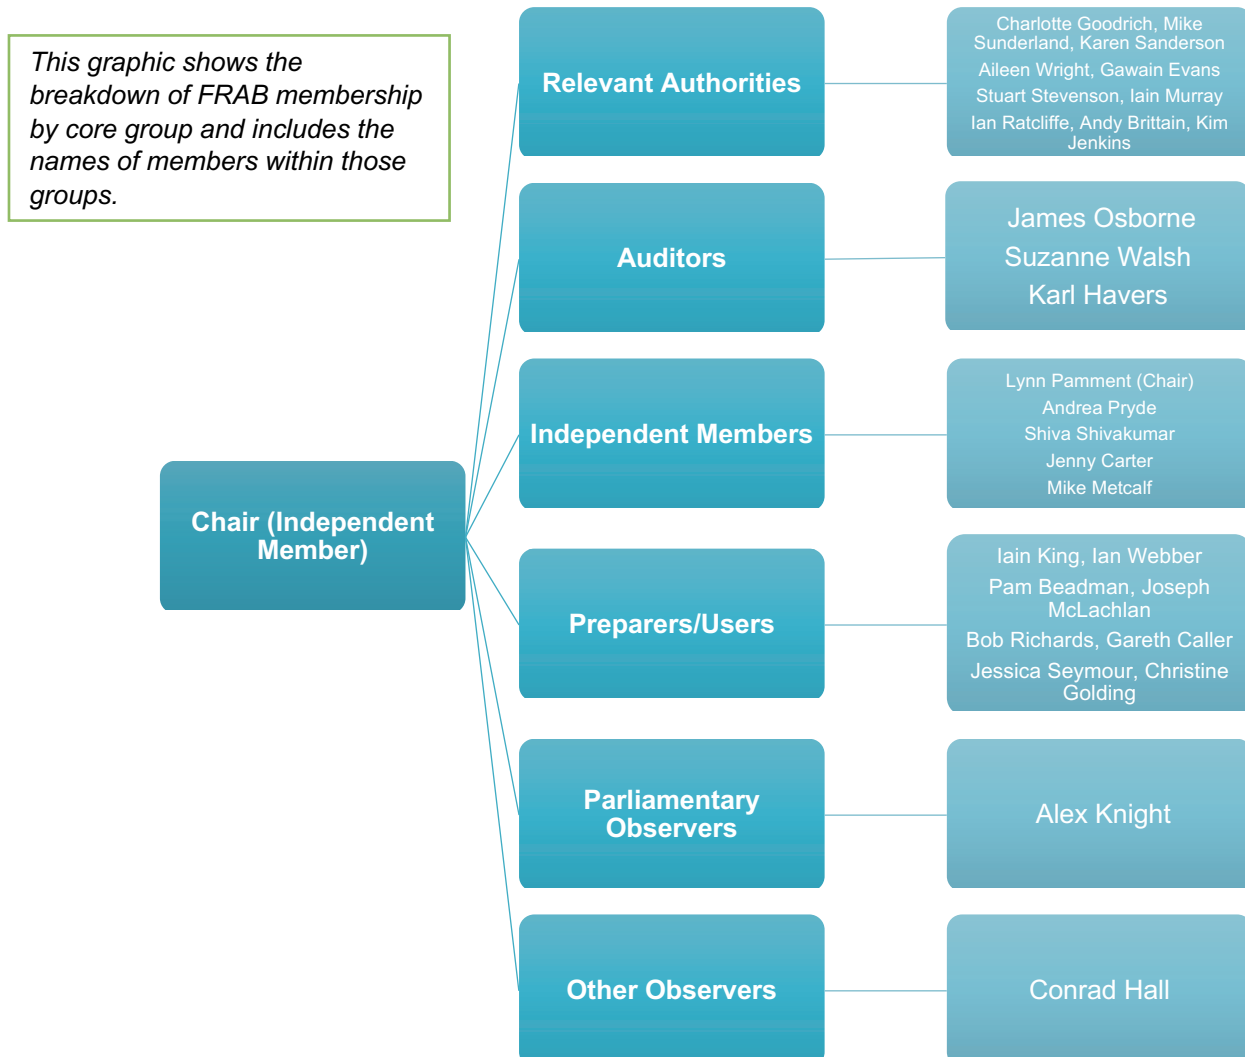 This graphic shows the
breakdown of FRAB membership
by core group and includes the
names of members within those
groups.
Chair (Independent
Member)
Relevant Authorities
Charlotte Goodrich, Mike
Sunderland, Karen Sanderson
Aileen Wright, Gawain Evans
Stuart Stevenson, Iain Murray
Ian Ratcliffe, Andy Brittain, Kim
Jenkins
Auditors
James Osborne
Suzanne Walsh
Karl Havers
Independent Members
Lynn Pamment (Chair)
Andrea Pryde
Shiva Shivakumar
Jenny Carter
Mike Metcalf
Preparers/Users
Iain King, Ian Webber
Pam Beadman, Joseph
McLachlan
Bob Richards, Gareth Caller
Jessica Seymour, Christine
Golding
Parliamentary
Observers
Alex Knight
Other Observers
Conrad Hall